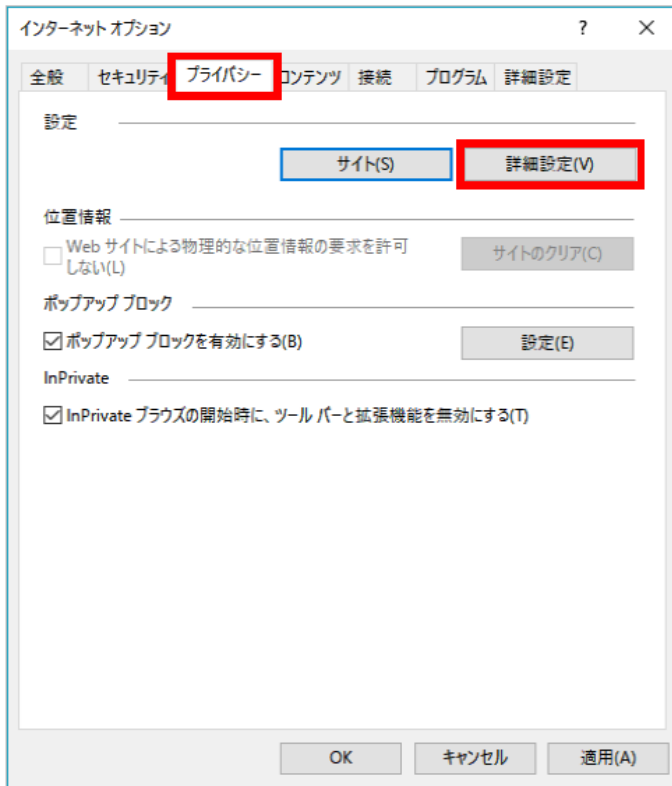 インターネット オプション ? ×
全般 セキュリティ プライバシー コンテンツ 接続 プログラム 詳細設定
設定
サイト(S) 詳細設定(V)
位置情報
Web サイトによる物理的な位置情報の要求を許可
しない(L)
サイトのクリア(C)
ポップアップ ブロック
ポップアップ ブロックを有効にする(B) 設定(E)
InPrivate
InPrivate ブラウズの開始時に、ツール バーと拡張機能を無効にする(T)
OK キャンセル 適用(A)